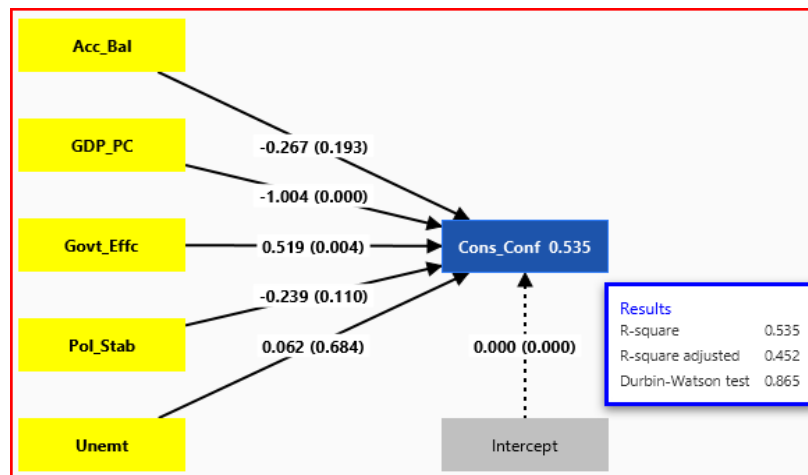 Acc_Bal
-0.267 (0.193)
GDP_PC
-1.004 (0.000)
Govt_Effc
0.519 (0.004)
Cons_Conf 0.535
Pol_Stab
-0.239 (0.110)
0.062 (0.684)
0.000 (0.000)
Results
R-square 0.535
R-square adjusted 0.452
Durbin-Watson test 0.865
Unemt
Intercept